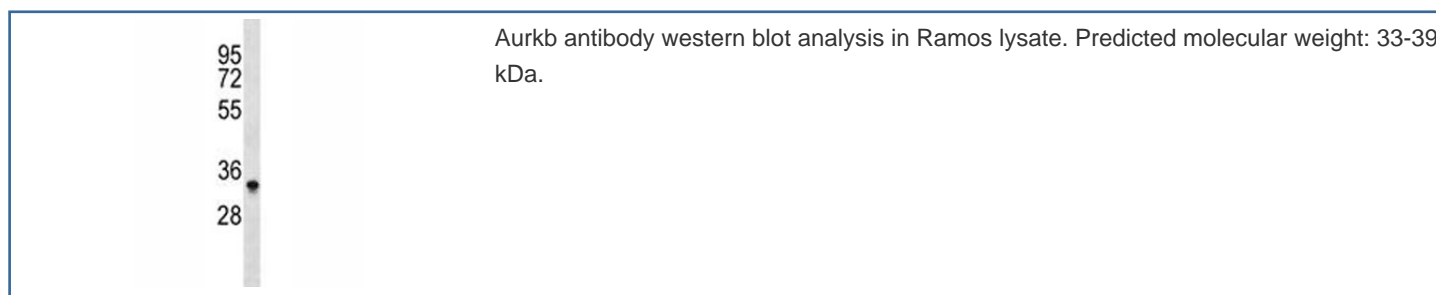 95
72
55
36
28
Aurkb antibody western blot analysis in Ramos lysate. Predicted molecular weight: 33-39
kDa.